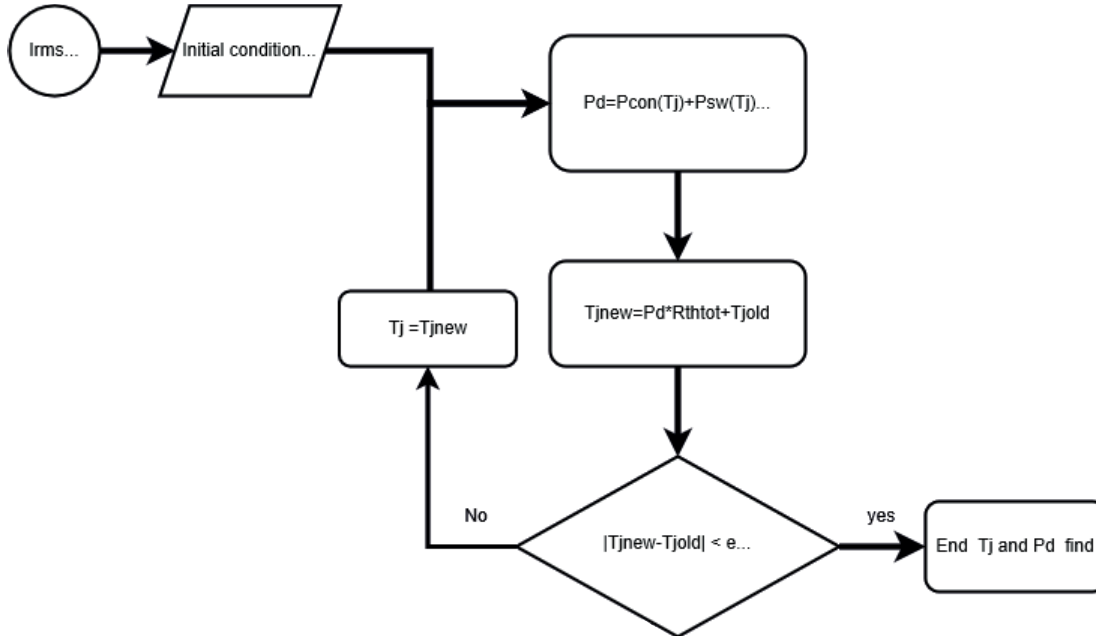 Irms...
Initial condition...
Pd=Pcon(Tj)+Psw(Tj)...
Tjnew=Pd*Rthtot+Tjold
Tj =Tjnew
No
|Tjnew-Tjold| < e...
yes
End  Tj and Pd  find